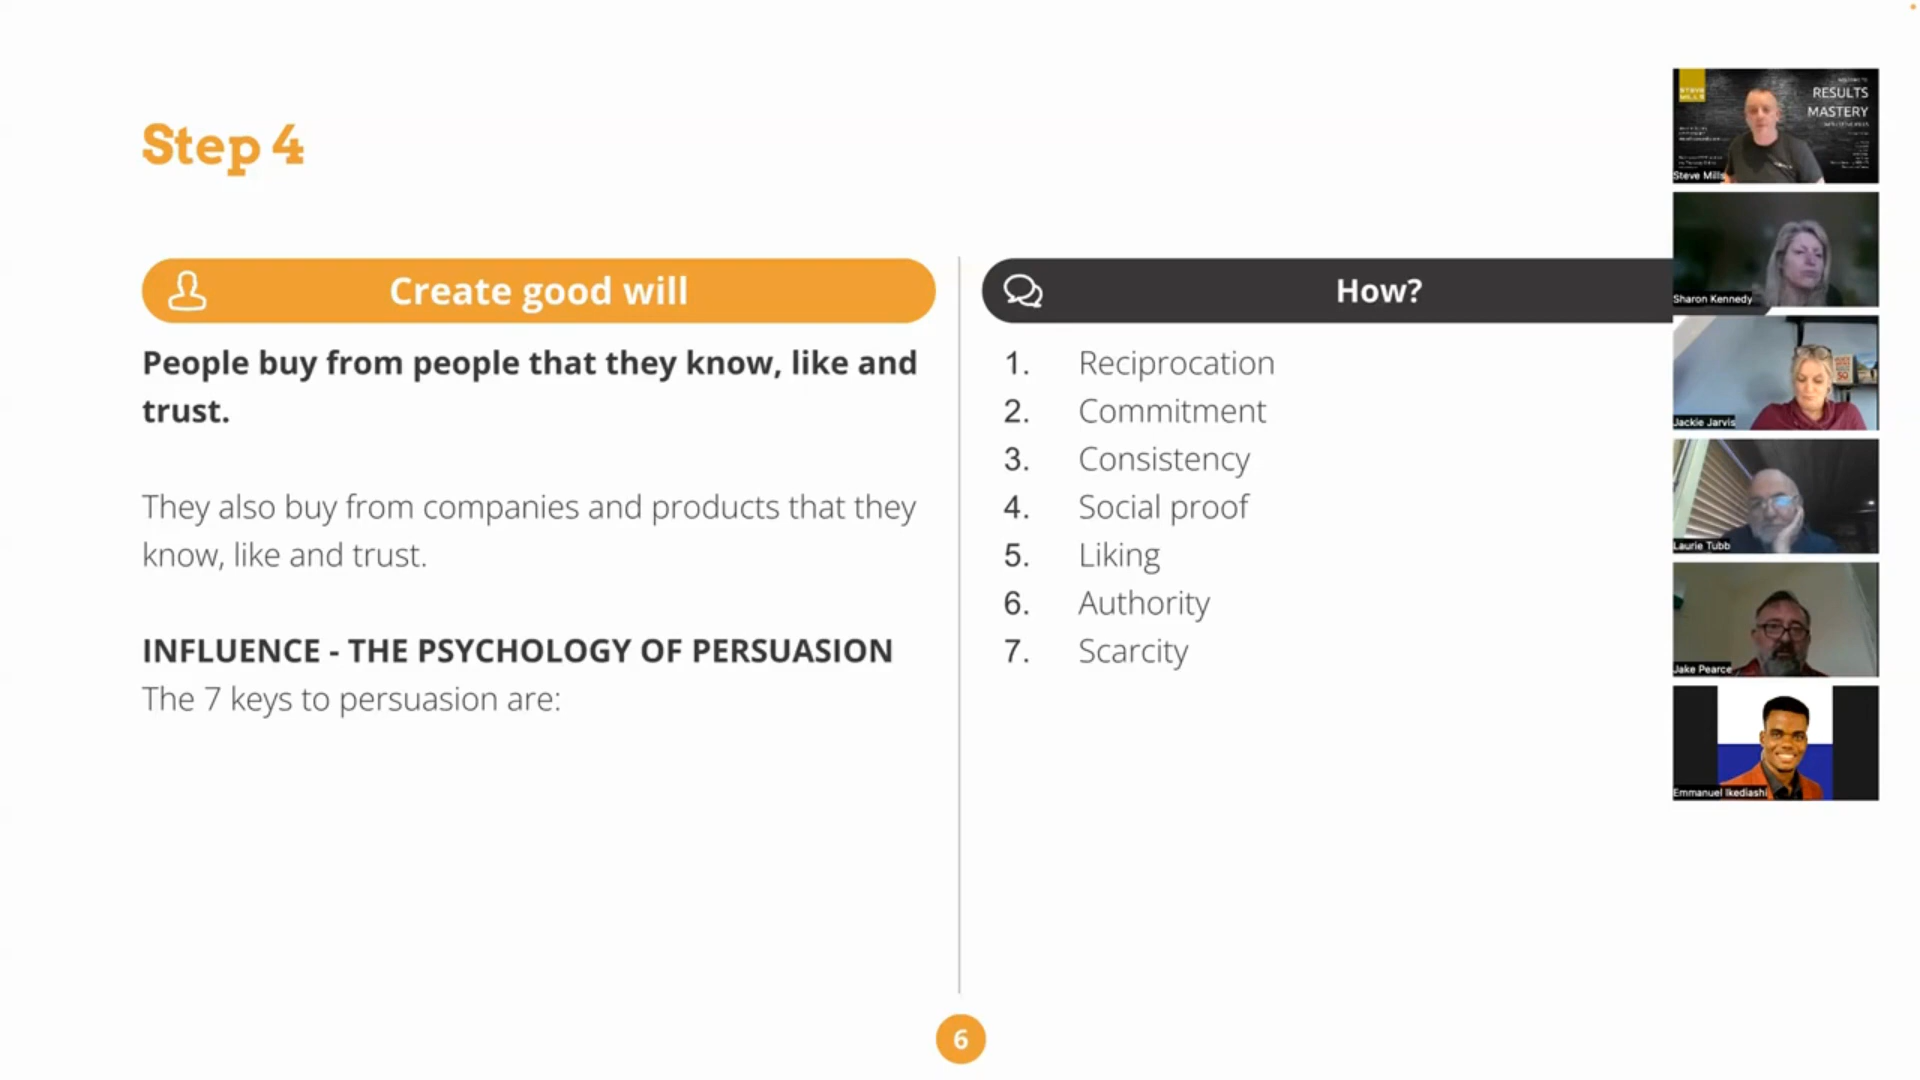 Step 4
Create good will
People buy from people that they know, like and
trust.
They also buy from companies and products that they
know, like and trust.
INFLUENCE - THE PSYCHOLOGY OF PERSUASION
The 7 keys to persuasion are:
How?
1. Reciprocation
2. Commitment
3. Consistency
4. Social proof
5. Liking
6. Authority
7. Scarcity
6
STEVE
MILLS
RESULTS
MASTERY
Steve Mills
Sharon Kennedy
Jackie Jarvis
Laurie Tubb
Jake Pearce
Emmanuel Ikediashi